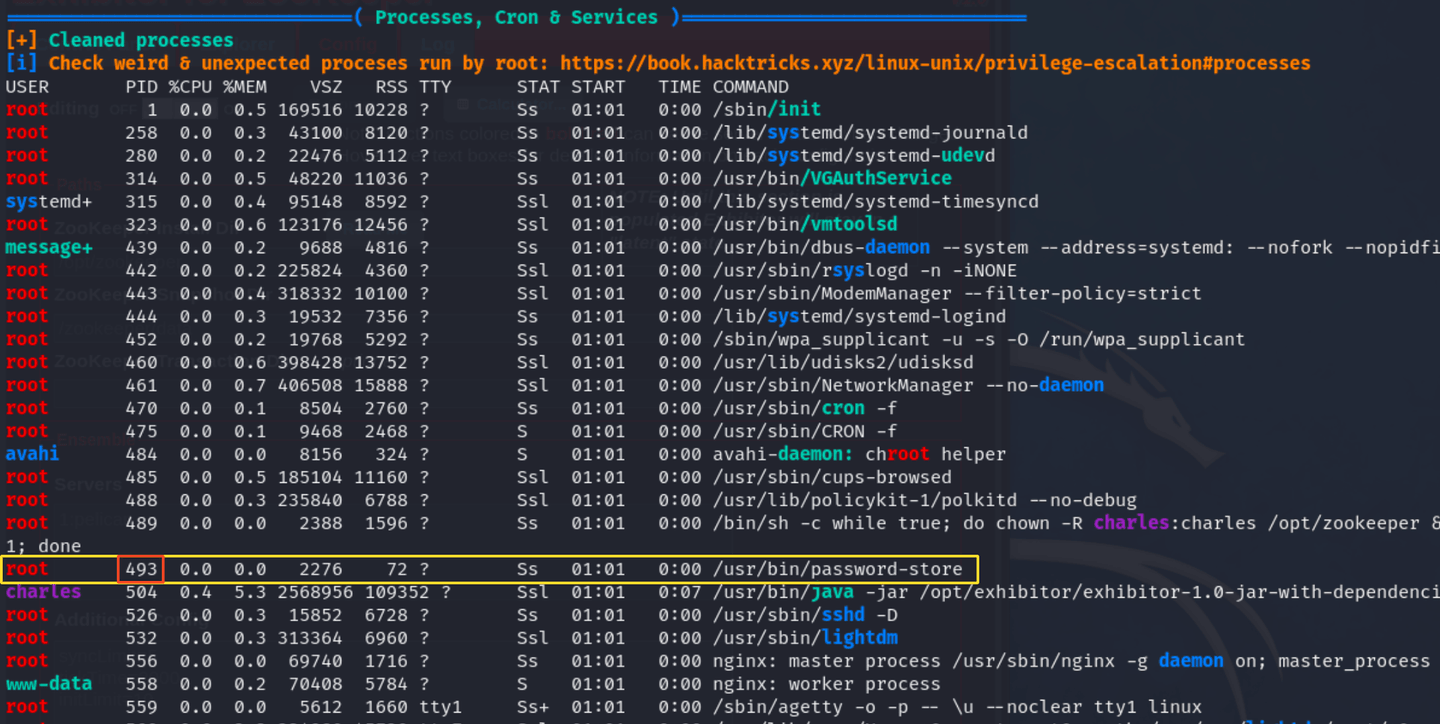 ( Processes, Cron & Services )
[+] Cleaned processes
[i] Check weird & unexpected proceses run by root: https://book.hacktricks.xyz/linux-unix/privilege-escalation#processes
USER PID %CPU %MEM VSZ RSS TTY STAT START TIME COMMAND
root 1 0.0 0.5 169516 10228 ? Ss 01:01 0:00 /sbin/init
root 258 0.0 0.3 43100 8120 ? Ss 01:01 0:00 /lib/systemd/systemd-journald
root 280 0.0 0.2 22476 5112 ? Ss 01:01 0:00 /lib/systemd/systemd-udevd
root 314 0.0 0.5 48220 11036 ? Ss 01:01 0:00 /usr/bin/VGAuthService
systemd+ 315 0.0 0.4 95148 8592 ? Ssl 01:01 0:00 /lib/systemd/systemd-timesyncd
root 323 0.0 0.6 123176 12456 ? Ssl 01:01 0:00 /usr/bin/vmtoolsd
message+ 439 0.0 0.2 9688 4816 ? Ss 01:01 0:00 /usr/bin/dbus-daemon --system --address=systemd: --nofork --nopidfi
root 442 0.0 0.2 225824 4360 ? Ssl 01:01 0:00 /usr/sbin/rsyslogd -n -iNONE
root 443 0.0 0.4 318332 10100 ? Ssl 01:01 0:00 /usr/sbin/ModemManager --filter-policy=strict
root 444 0.0 0.3 19532 7356 ? Ss 01:01 0:00 /lib/systemd/systemd-logind
root 452 0.0 0.2 19768 5292 ? Ss 01:01 0:00 /sbin/wpa_supplicant -u -s -O /run/wpa_supplicant
root 460 0.0 0.6 398428 13752 ? Ssl 01:01 0:00 /usr/lib/udisks2/udisksd
root 461 0.0 0.7 406508 15888 ? Ssl 01:01 0:00 /usr/sbin/NetworkManager --no-daemon
root 470 0.0 0.1 8504 2760 ? Ss 01:01 0:00 /usr/sbin/cron -f
root 475 0.0 0.1 9468 2468 ? S 01:01 0:00 /usr/sbin/CRON -f
avahi 484 0.0 0.0 8156 324 ? S 01:01 0:00 avahi-daemon: chroot helper
root 485 0.0 0.5 185104 11160 ? Ssl 01:01 0:00 /usr/sbin/cups-browsed
root 488 0.0 0.3 235840 6788 ? Ssl 01:01 0:00 /usr/lib/policykit-1/polkitd --no-debug
root 489 0.0 0.0 2388 1596 ? Ss 01:01 0:00 /bin/sh -c while true; do chown -R charles:charles /opt/zookeeper &
1; done
root 493 0.0 0.0 2276 72 ? Ss 01:01 0:00 /usr/bin/password-store
charles 504 0.4 5.3 2568956 109352 ? Ssl 01:01 0:07 /usr/bin/java -jar /opt/exhibitor/exhibitor-1.0-jar-with-dependenci
root 526 0.0 0.3 15852 6728 ? Ss 01:01 0:00 /usr/sbin/sshd -D
root 532 0.0 0.3 313364 6960 ? Ssl 01:01 0:00 /usr/sbin/lightdm
root 556 0.0 0.0 69740 1716 ? Ss 01:01 0:00 nginx: master process /usr/sbin/nginx -g daemon on; master_process
www-data 558 0.0 0.2 70408 5784 ? S 01:01 0:00 nginx: worker process
root 559 0.0 0.0 5612 1660 tty1 Ss+ 01:01 0:00 /sbin/agetty -o -p -- \u --noclear tty1 linux